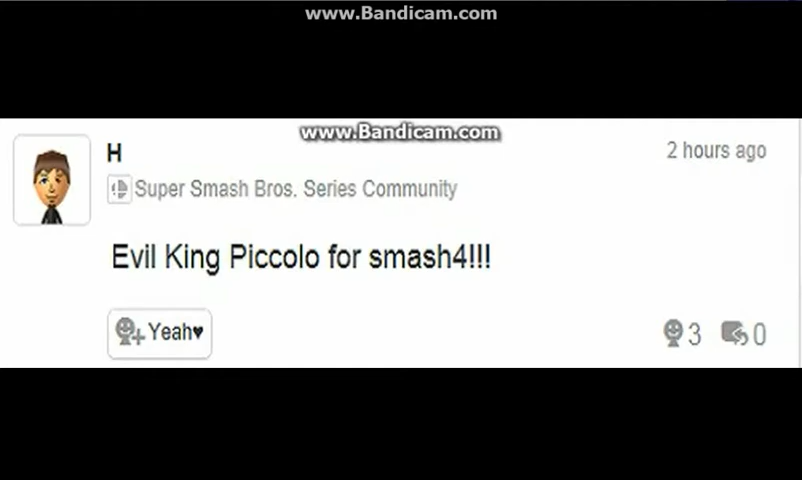 www.Bandicam.com
www.Bandicam.com
H
2 hours ago
Super Smash Bros. Series Community
Evil King Piccolo for smash4!!!
Yeah♥
3
0